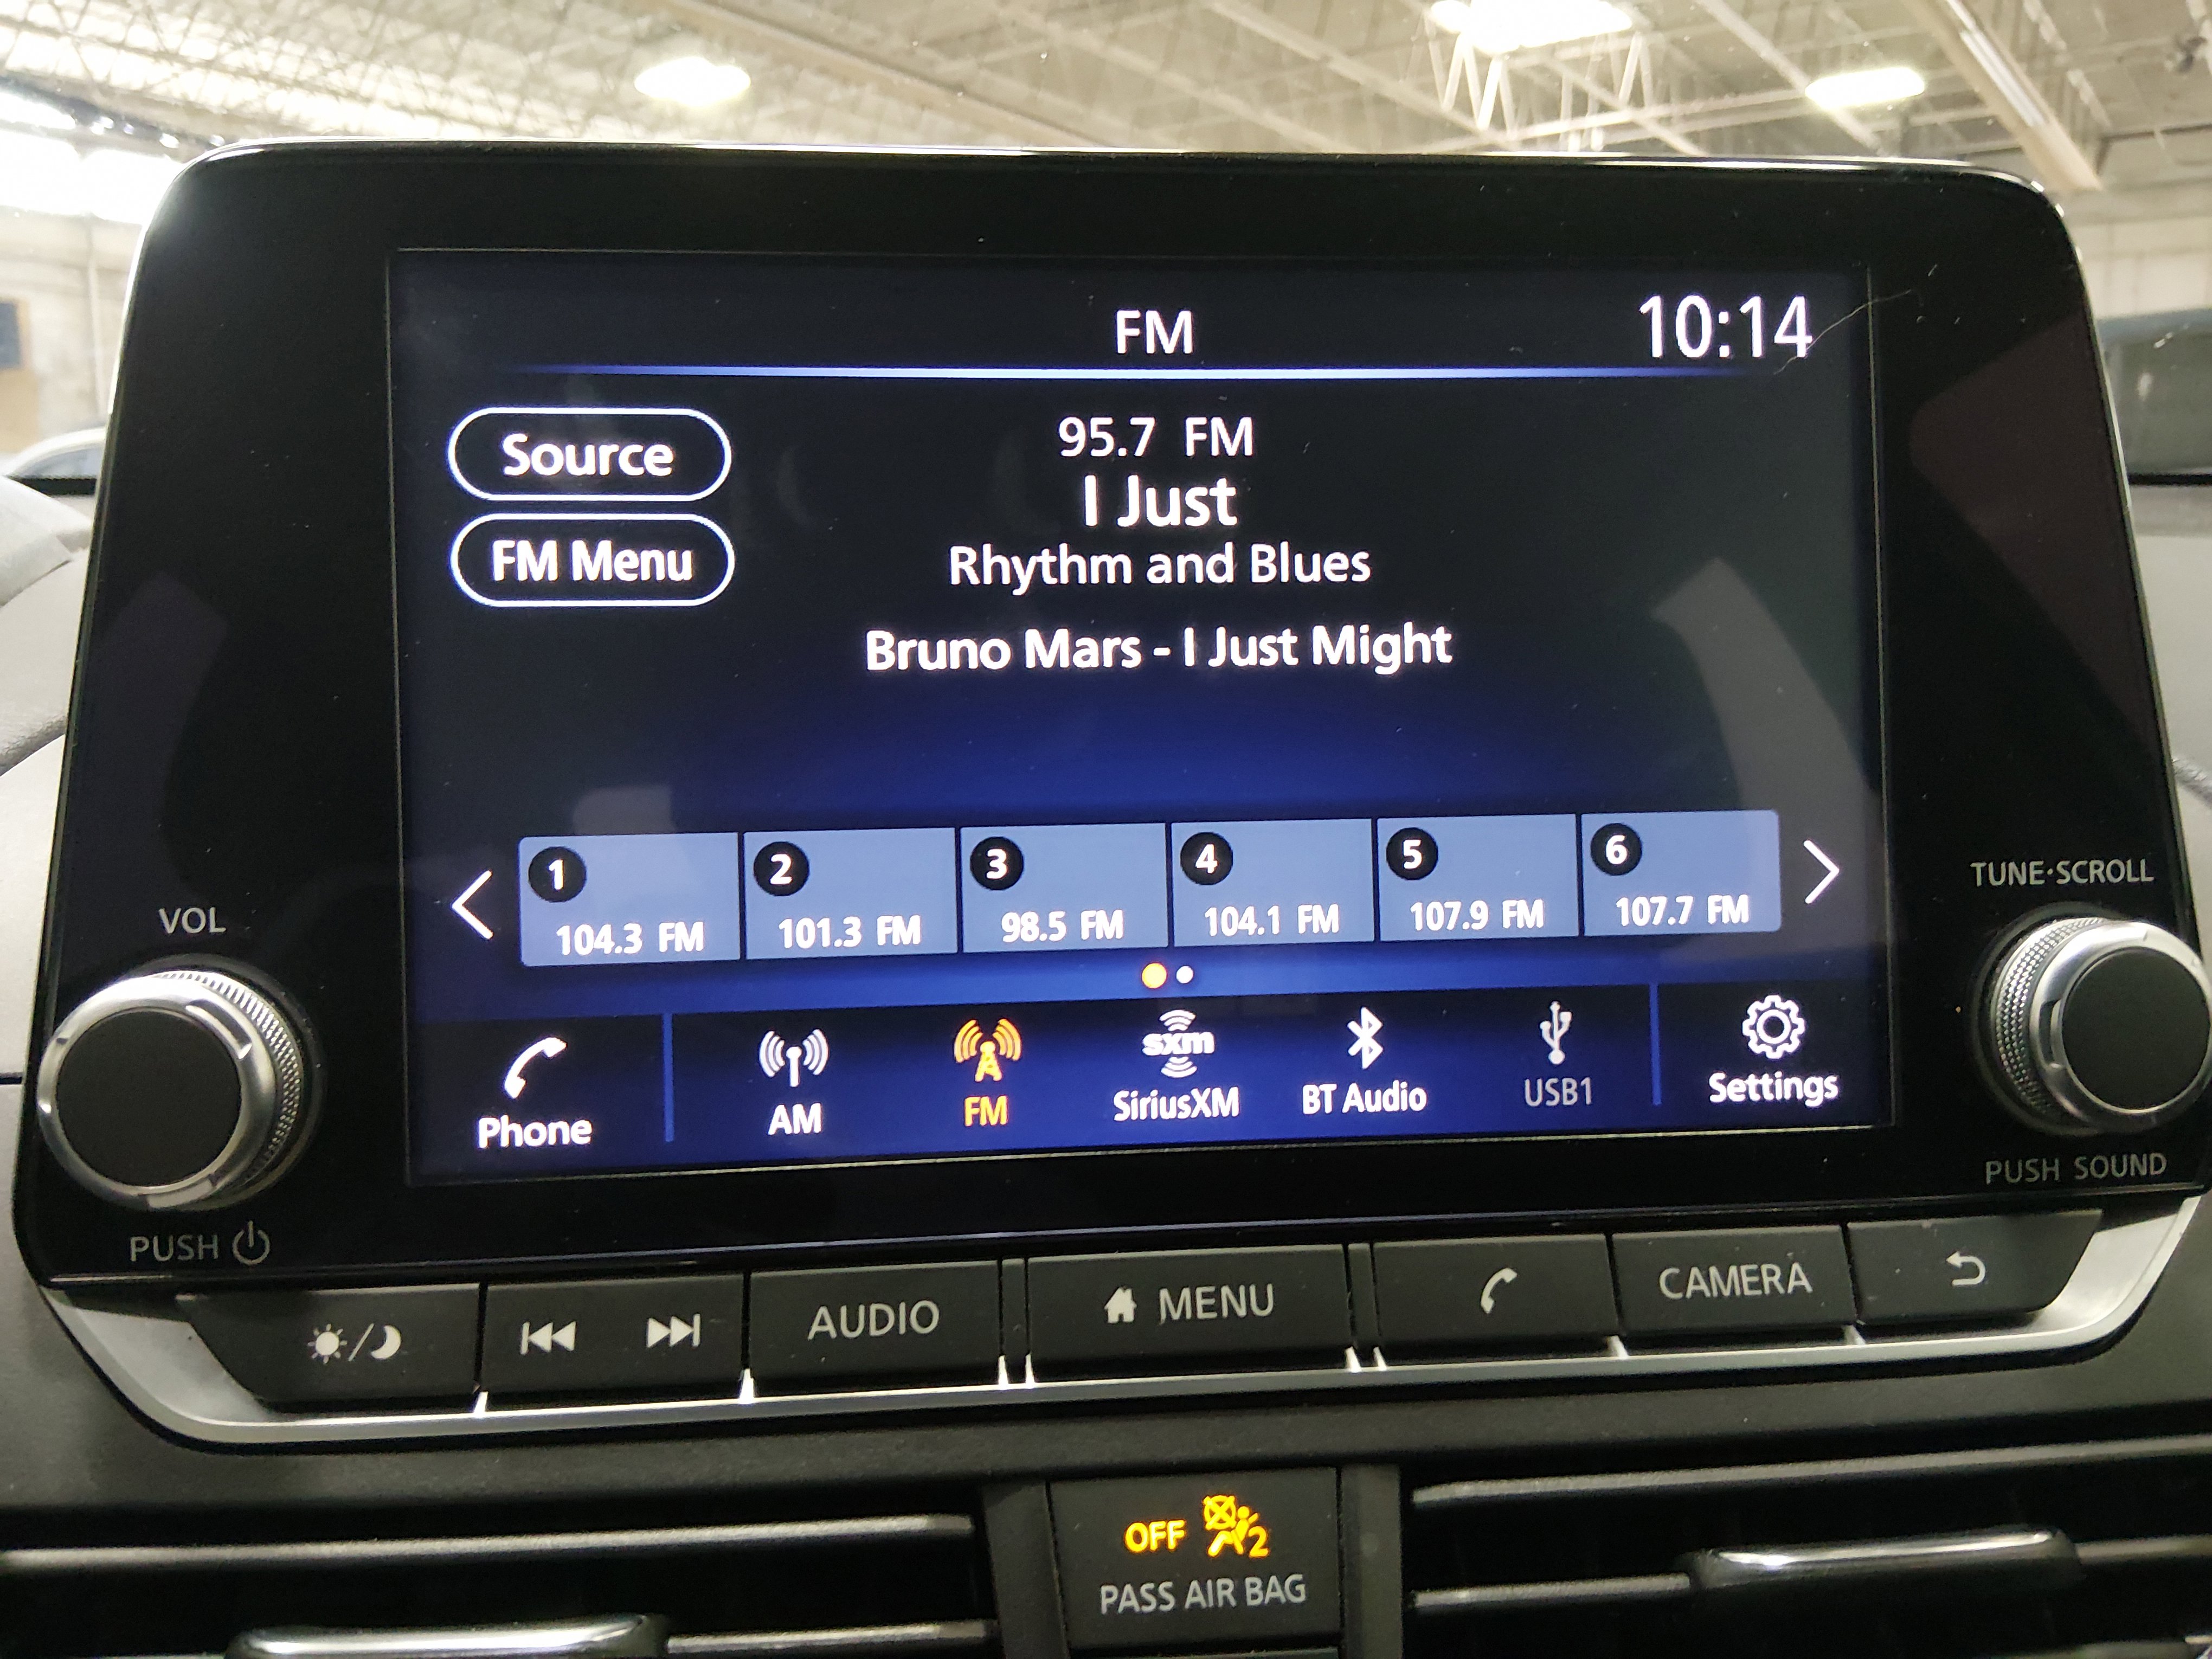 FM
10:14
Source
95.7 FM
I Just
FM Menu
Rhythm and Blues
Bruno Mars - I Just Might
1
2
3
4
5
6
104.3 FM
101.3 FM
98.5 FM
104.1 FM
107.9 FM
107.7 FM
VOL
TUNE·SCROLL
Phone
AM
FM
sxm
SiriusXM
BT Audio
USB1
Settings
PUSH
PUSH SOUND
AUDIO
MENU
CAMERA
OFF 2
PASS AIR BAG